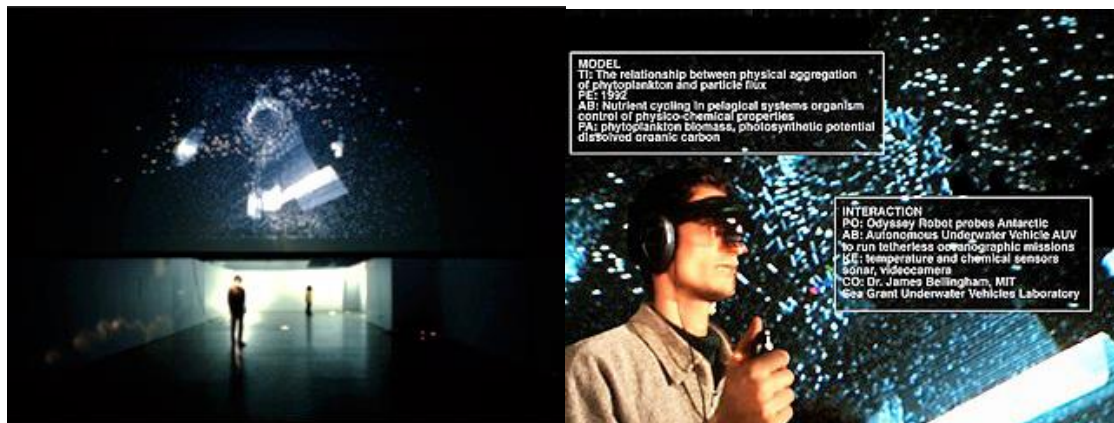 MODEL
TI: The relationship between physical aggregation
of phytoplankton and particle flux
PE: 1992
AB: Nutrient cycling in pelagical systems organism
control of physico-chemical properties
PA: phytoplankton biomass, photosynthetic potential
dissolved organic carbon
INTERACTION
PO: Odyssey Robot probes Antarctic
AB: Autonomous Underwater Vehicle AUV
to run tetherless oceanographic missions
KE: temperature and chemical sensors
sonar, videocamera
CO: Dr. James Bellingham, MIT
Sea Grant Underwater Vehicles Laboratory